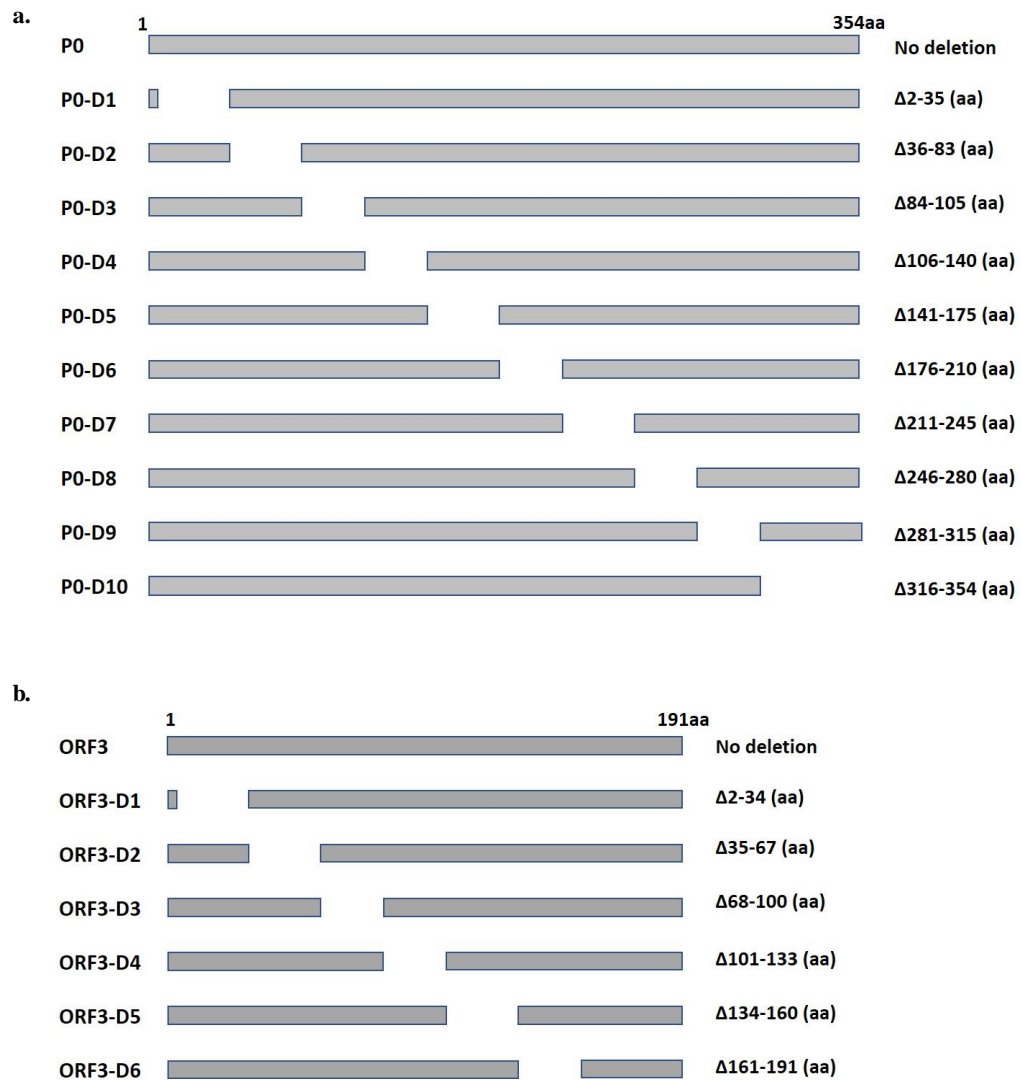 a.
1 354aa
P0 No deletion
P0-D1 Δ2-35 (aa)
P0-D2 Δ36-83 (aa)
P0-D3 Δ84-105 (aa)
P0-D4 Δ106-140 (aa)
P0-D5 Δ141-175 (aa)
P0-D6 Δ176-210 (aa)
P0-D7 Δ211-245 (aa)
P0-D8 Δ246-280 (aa)
P0-D9 Δ281-315 (aa)
P0-D10 Δ316-354 (aa)
b.
1 191aa
ORF3 No deletion
ORF3-D1 Δ2-34 (aa)
ORF3-D2 Δ35-67 (aa)
ORF3-D3 Δ68-100 (aa)
ORF3-D4 Δ101-133 (aa)
ORF3-D5 Δ134-160 (aa)
ORF3-D6 Δ161-191 (aa)